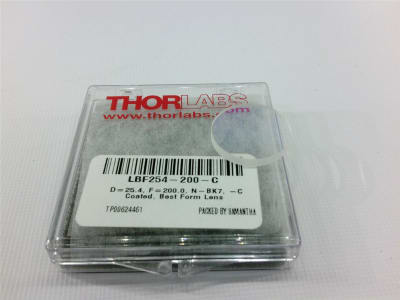 THORLABS
www.thorlabs.com
LBF254-200-C
D=25.4, F=200.0, N-BK7, -C
Coated, Best Form Lens
TP00624461
PACKED BY SAMANTHA